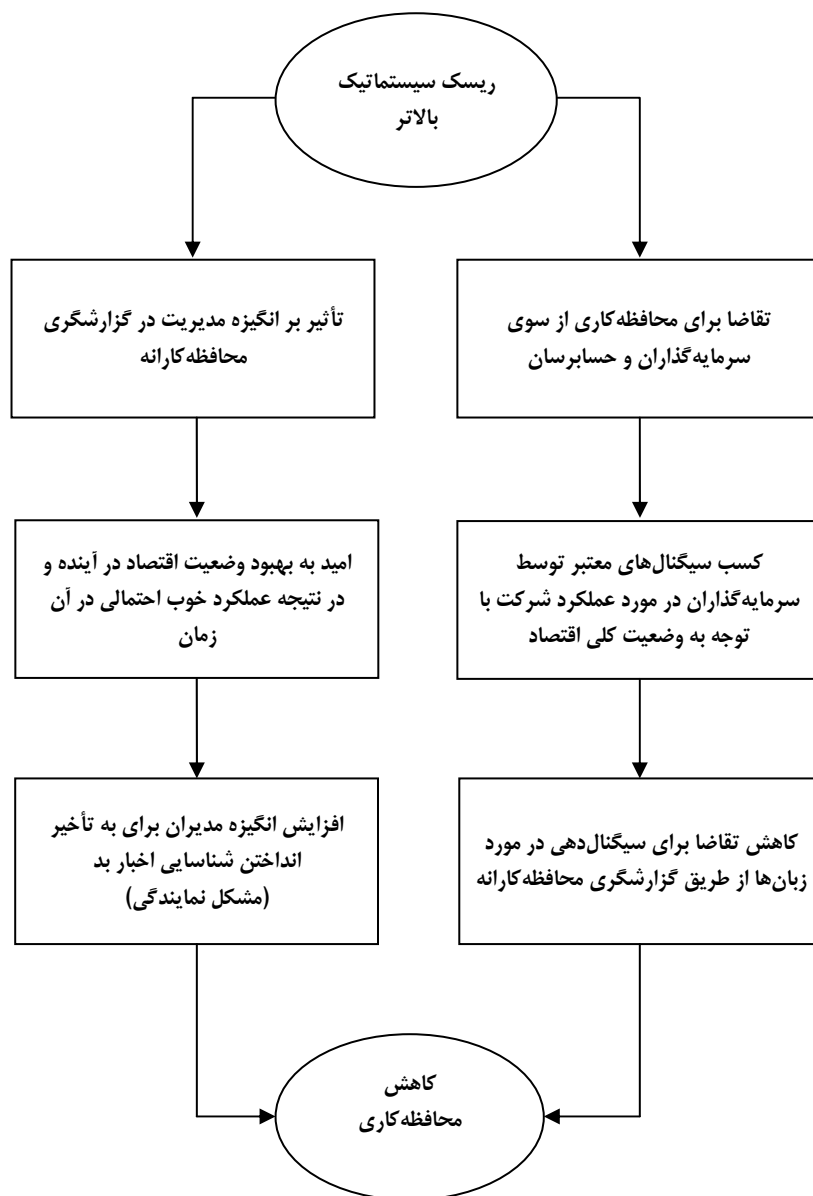 ریسک سیستماتیک
بالاتر
تقاضا برای محافظه‌کاری از سوی
سرمایه‌گذاران و حسابرسان
تأثیر بر انگیزه مدیریت در گزارشگری
محافظه‌کارانه
کسب سیگنال‌های معتبر توسط
سرمایه‌گذاران در مورد عملکرد شرکت با
توجه به وضعیت کلی اقتصاد
امید به بهبود وضعیت اقتصاد در آینده و
در نتیجه عملکرد خوب احتمالی در آن
زمان
کاهش تقاضا برای سیگنال‌دهی در مورد
زبان‌ها از طریق گزارشگری محافظه‌کارانه
افزایش انگیزه مدیران برای به تأخیر
انداختن شناسایی اخبار بد
(مشکل نمایندگی)
کاهش
محافظه‌کاری